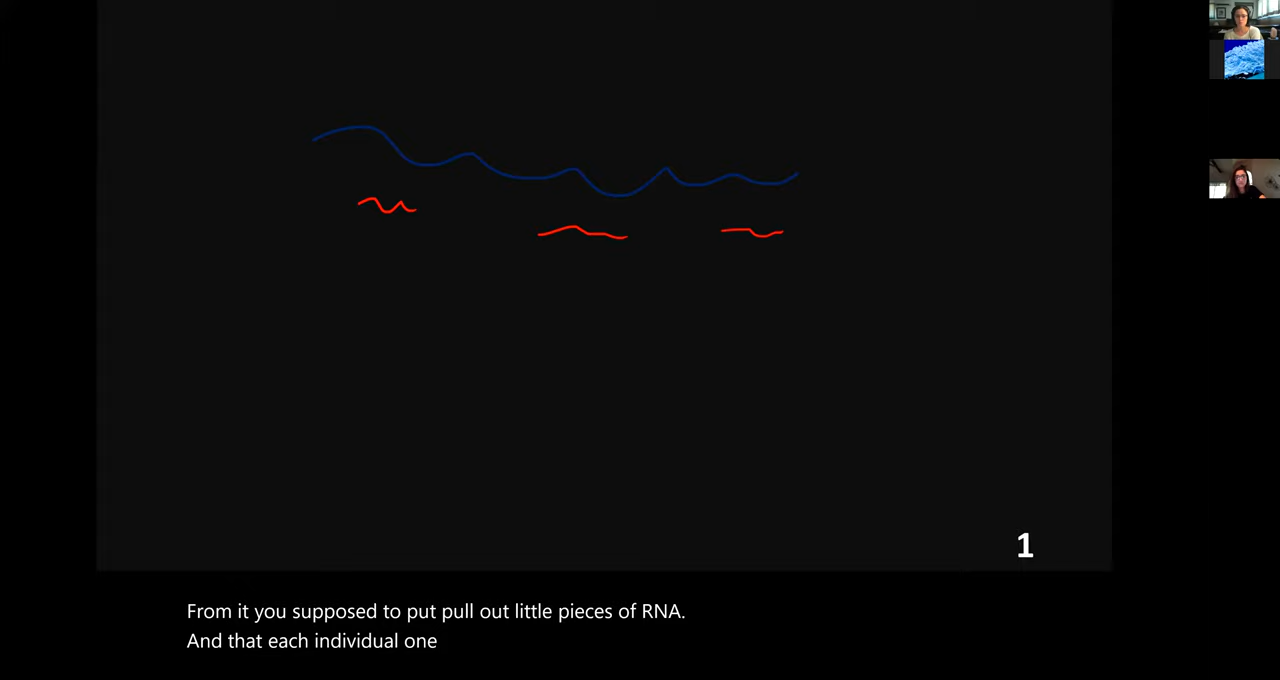 1
From it you supposed to put pull out little pieces of RNA.
And that each individual one